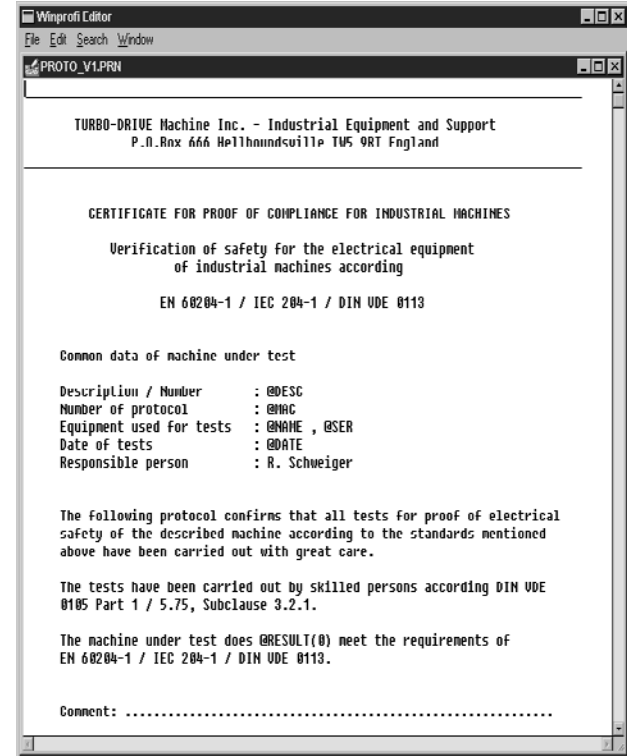 Winprofi Editor
File Edit Search Window
PROTO_V1.PRN
TURBO-DRIVE Machine Inc. - Industrial Equipment and Support
P.O.Box 666 Hellhoundsville TW5 9RT England
CERTIFICATE FOR PROOF OF COMPLIANCE FOR INDUSTRIAL MACHINES
Verification of safety for the electrical equipment
of industrial machines according
EN 60204-1 / IEC 204-1 / DIN VDE 0113
Common data of machine under test
Description / Number : @DESC
Number of protocol : @MAC
Equipment used for tests : @NAME , @SER
Date of tests : @DATE
Responsible person : R. Schweiger
The following protocol confirms that all tests for proof of electrical
safety of the described machine according to the standards mentioned
above have been carried out with great care.
The tests have been carried out by skilled persons according DIN VDE
0105 Part 1 / 5.75, Subclause 3.2.1.
The machine under test does @RESULT(0) meet the requirements of
EN 60204-1 / IEC 204-1 / DIN VDE 0113.
Comment: ............................................................